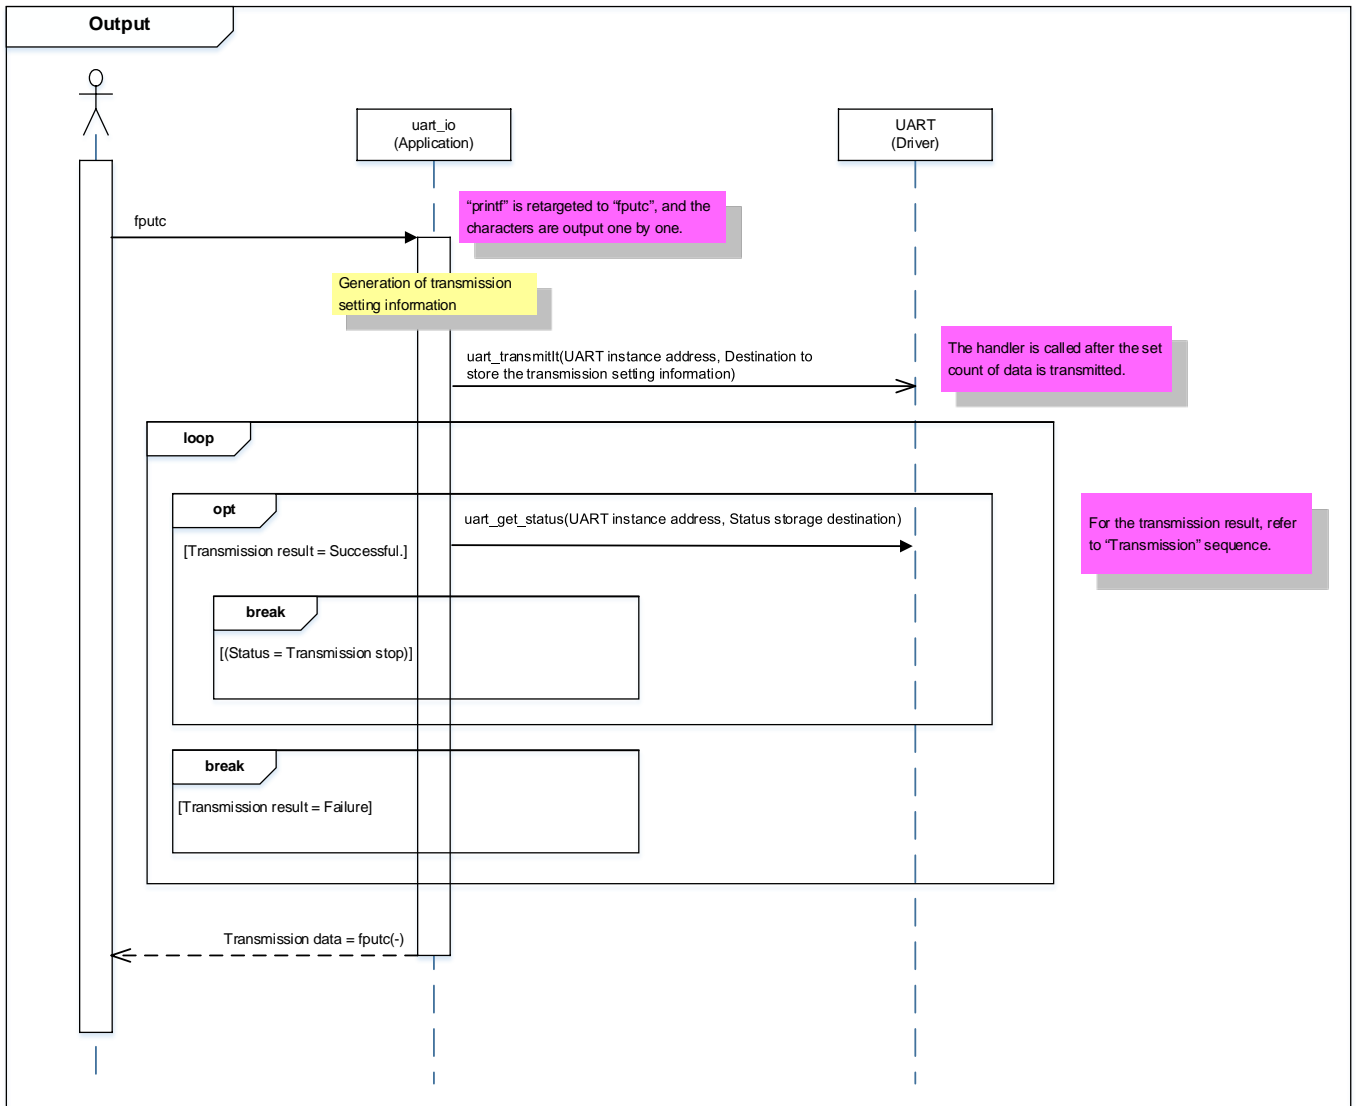 Output
uart_io
(Application)
UART
(Driver)
“printf” is retargeted to “fputc”, and the
characters are output one by one.
fputc
Generation of transmission
setting information
uart_transmitIt(UART instance address, Destination to
store the transmission setting information)
The handler is called after the set
count of data is transmitted.
loop
opt
uart_get_status(UART instance address, Status storage destination)
[Transmission result = Successful.]
For the transmission result, refer
to “Transmission” sequence.
break
[(Status = Transmission stop)]
break
[Transmission result = Failure]
Transmission data = fputc(-)